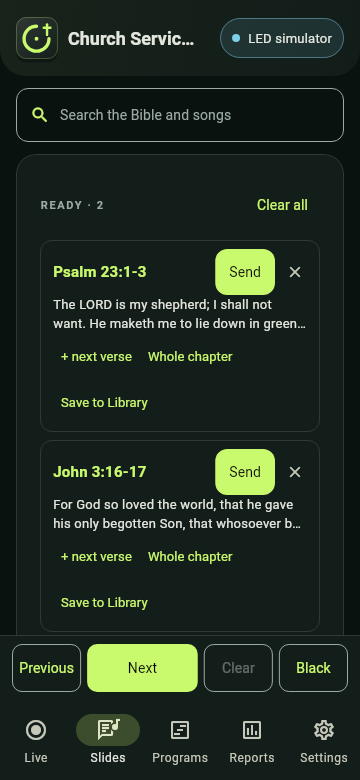 Church Servic...
LED simulator
Search the Bible and songs
READY · 2
Clear all
Psalm 23:1-3
Send
The LORD is my shepherd; I shall not
want. He maketh me to lie down in green...
+ next verse
Whole chapter
Save to Library
John 3:16-17
Send
For God so loved the world, that he gave
his only begotten Son, that whosoever b...
+ next verse
Whole chapter
Save to Library
Previous
Next
Clear
Black
Live
Slides
Programs
Reports
Settings